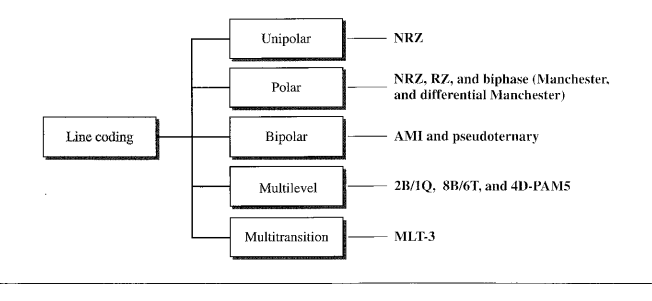 Unipolar
NRZ
Polar
NRZ, RZ, and biphase (Manchester,
and differential Manchester)
Line coding
Bipolar
AMI and pseudoternary
Multilevel
2B/1Q, 8B/6T, and 4D-PAM5
Multitransition
MLT-3